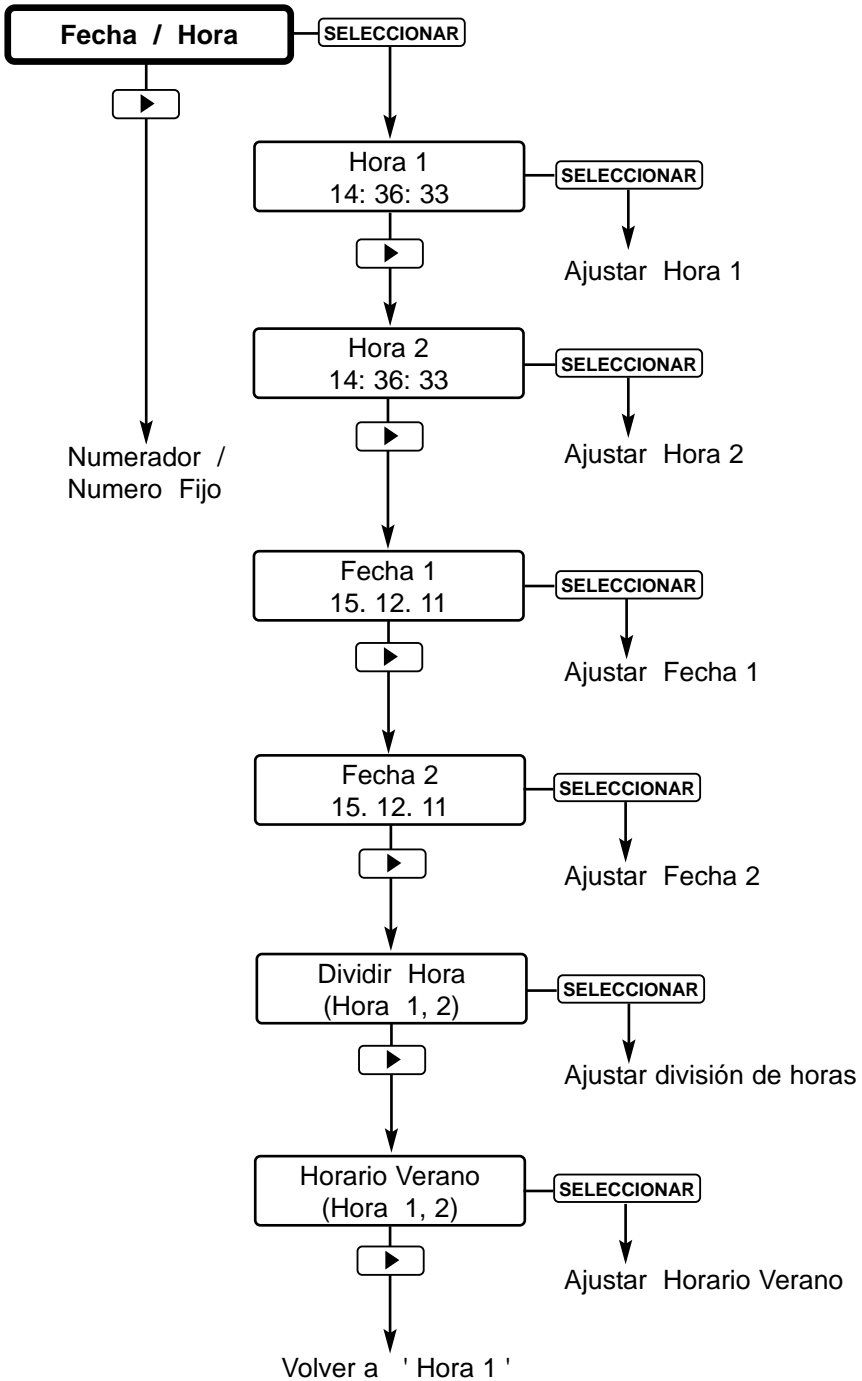 Fecha / Hora
SELECCIONAR
Hora 1
14: 36: 33
SELECCIONAR
Ajustar Hora 1
Hora 2
14: 36: 33
SELECCIONAR
Ajustar Hora 2
Numerador /
Numero Fijo
Fecha 1
15. 12. 11
SELECCIONAR
Ajustar Fecha 1
Fecha 2
15. 12. 11
SELECCIONAR
Ajustar Fecha 2
Dividir Hora
(Hora 1, 2)
SELECCIONAR
Ajustar división de horas
Horario Verano
(Hora 1, 2)
SELECCIONAR
Ajustar Horario Verano
Volver a ' Hora 1 '